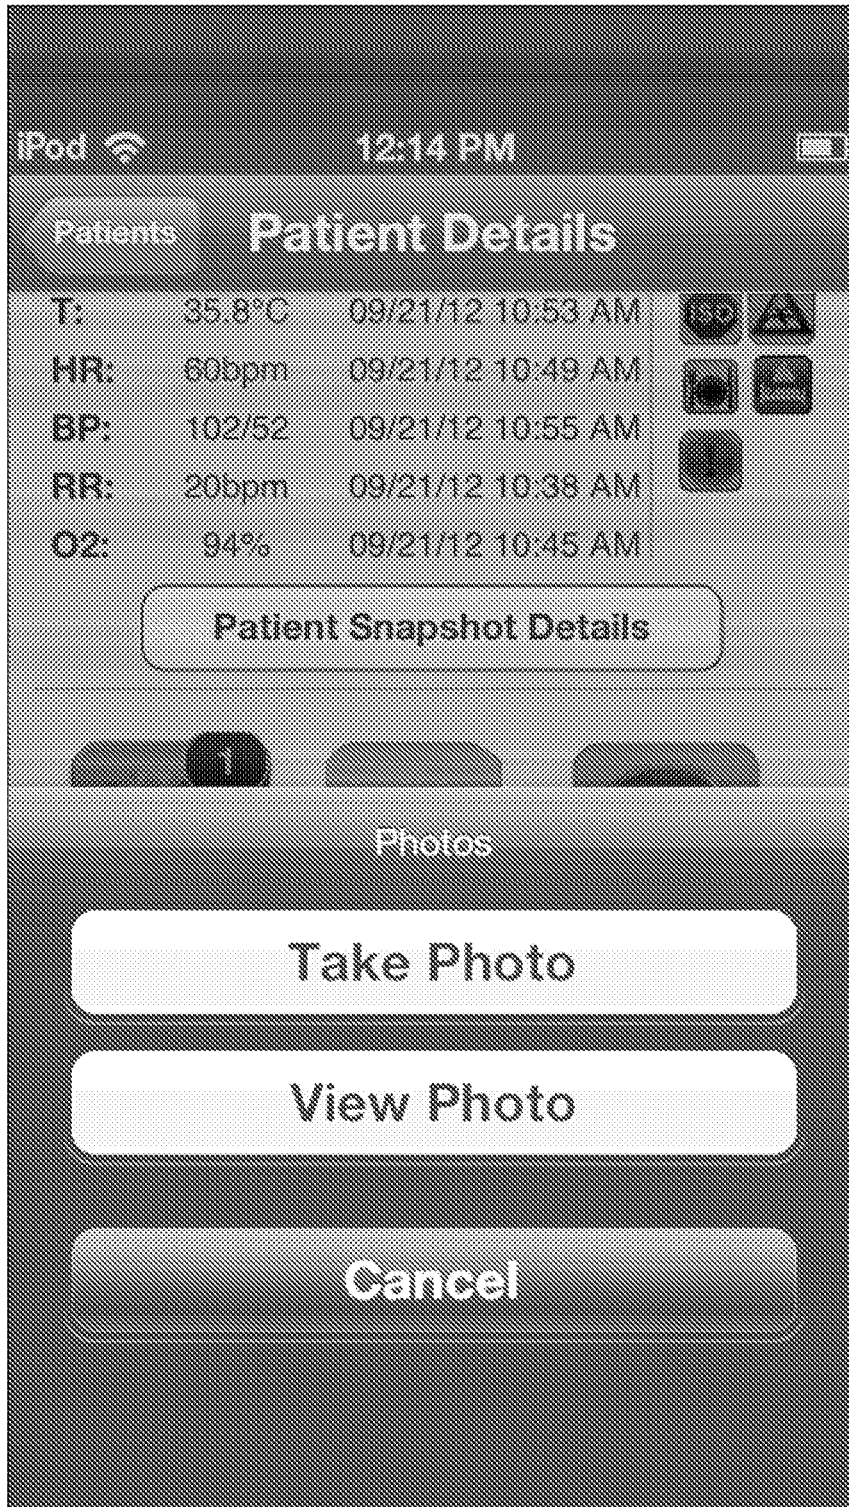 iPod 12:14 PM
Patients Patient Details
T: 35.8°C 09/21/12 10:53 AM
HR: 60bpm 09/21/12 10:49 AM
BP: 102/52 09/21/12 10:55 AM
RR: 20bpm 09/21/12 10:38 AM
O2: 94% 09/21/12 10:45 AM
Patient Snapshot Details
1
Photos
Take Photo
View Photo
Cancel